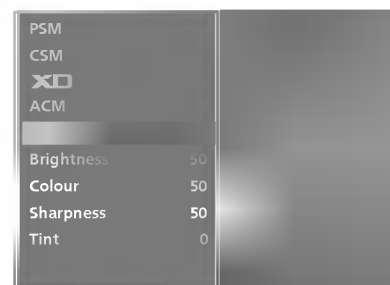 PSM
CSM
XD
ACM
Brightness 50
Colour 50
Sharpness 50
Tint 0